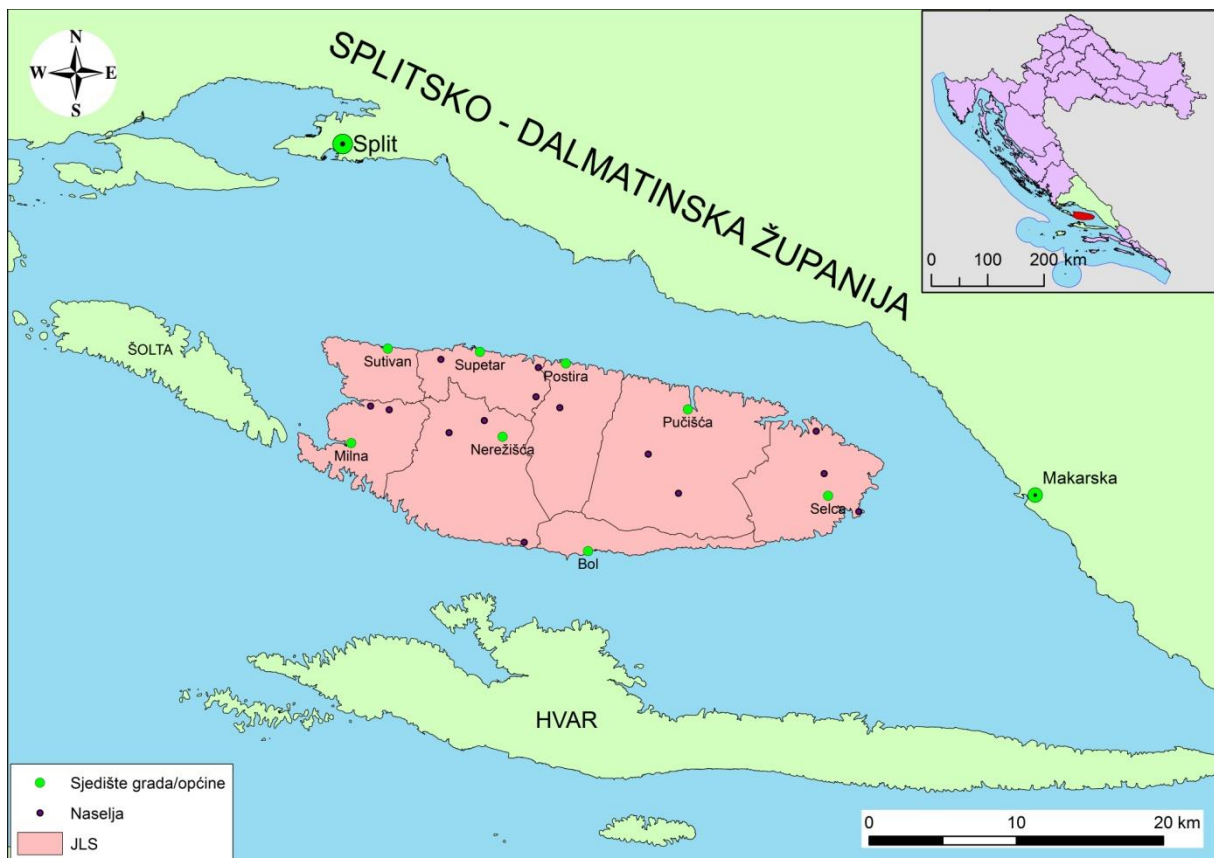 N
W E
S
SPLITSKO - DALMATINSKA ŽUPANIJA
0 100 200 km
Split
ŠOLTA
Sutivan
Supetar
Postira
Pučišća
Milna
Nerežišća
Selca
Makarska
Bol
HVAR
Sjedište grada/općine
Naselja
JLS
0 10 20 km